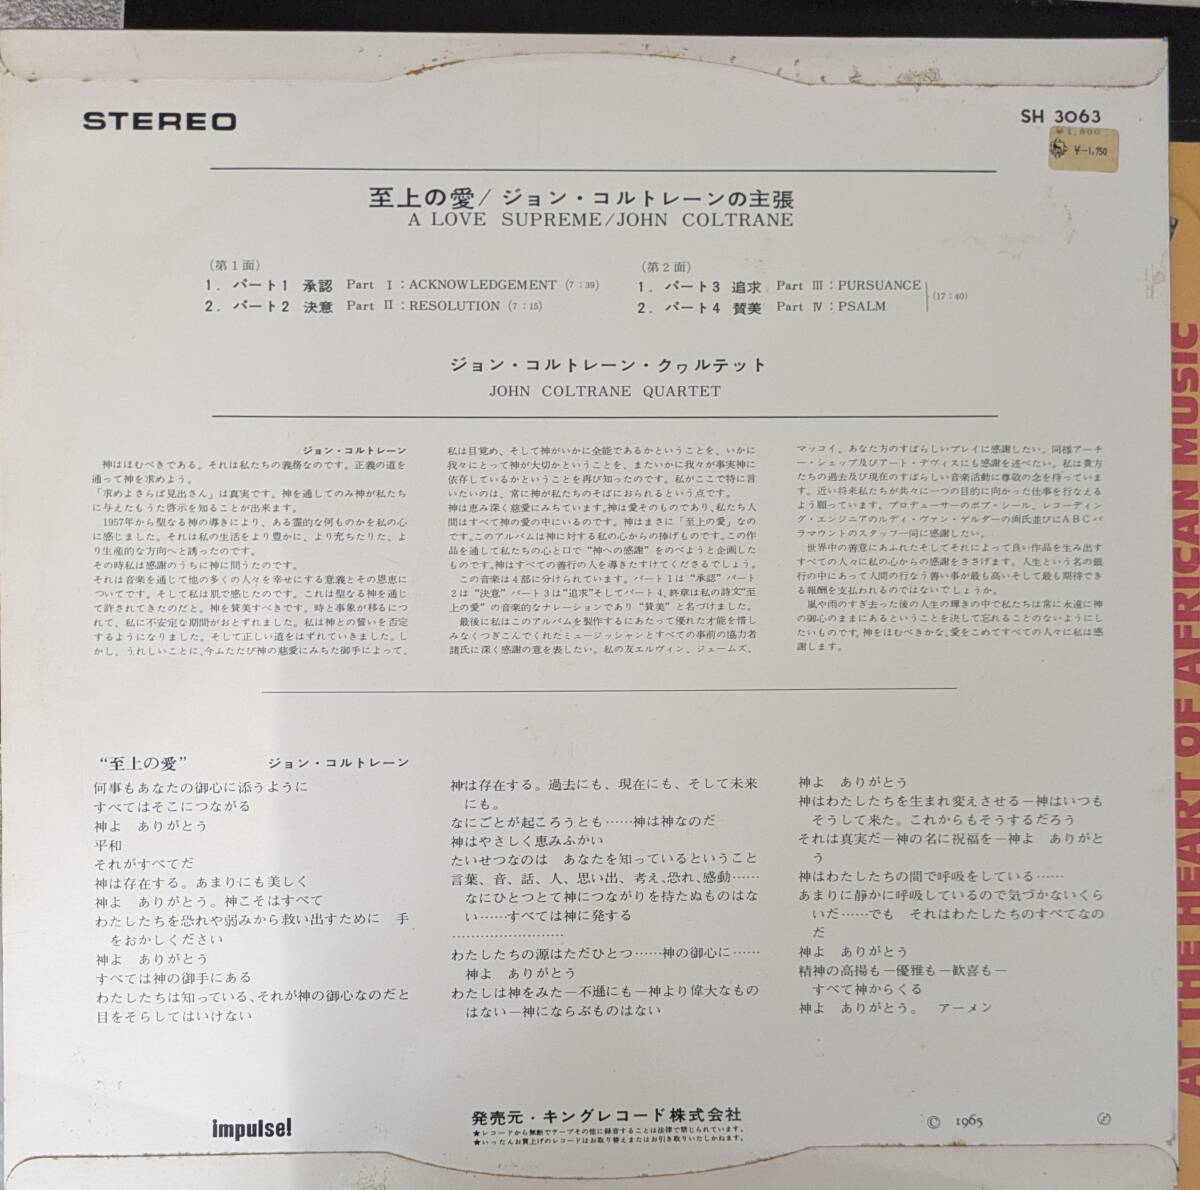 STEREO
SH 3063
¥1,800
¥-1,750
至上の愛/ ジョン・コルトレーンの主張
A LOVE SUPREME/JOHN COLTRANE
(第1面)
1. パート1 承認 Part I:ACKNOWLEDGEMENT (7:39)
2. パート2 決意 Part II:RESOLUTION (7:15)
(第2面)
1. パート3 追求 Part III:PURSUANCE
2. パート4 賛美 Part IV:PSALM
(17:40)
ジョン・コルトレーン・クヮルテット
JOHN COLTRANE QUARTET
ジョン・コルトレーン
神はほむべきである。それは私たちの義務なのです。正義の道を
通って神を求めよう。
「求めよさらば見出さん」は真実です。神を通してのみ神が私たち
に与えたもうた啓示を知ることが出来ます。
1957年から聖なる神の導きにより、ある霊的な何ものかを私の心
に感じました。それは私の生活をより豊かに、より充ちたりた、よ
り生産的な方向へと誘ったのです。
その時私は感謝のうちに神に問うたのです。
それは音楽を通じて他の多くの人々を幸せにする意義とその恩恵に
ついてです。そして私は肌で感じたのです。これは聖なる神を通じ
て許されてきたのだと。神を賛美すべきです。時と事象が移るにつ
れて、私に不安定な期間がおとずれました。私は神との誓いを否定
するようになりました。そして正しい道をはずれていきました。し
かし、うれしいことに、今ふたたび神の慈愛にみちた御手によって、
私は目覚め、そして神がいかに全能であるかということを、いかに
我々にとって神が大切かということを、またいかに我々が事実神に
依存しているかということを再び知ったのです。私がここで特に言
いたいのは、常に神が私たちのそばにおられるという点です。
神は恵み深く慈愛にみちています。神は愛そのものであり、私たち人
間はすべて神の愛の中にいるのです。神はまさに「至上の愛」なの
です。このアルバムは神に対する私の心からの捧げものです。この作
品を通して私たちの心と口で“神への感謝”をのべようと企画した
ものです。神はすべての善行の人を導きたすけてくださるでしょう。
この音楽は4部に分けられています。パート1は“承認”パート
2は“決意”パート3は“追求”そしてパート4、終章は私の詩文“至
上の愛”の音楽的なナレーションであり“賛美”と名づけました。
最後に私はこのアルバムを製作するにあたって優れた才能を惜し
みなくつぎこんでくれたミュージッシャンとすべての事前の協力者
諸氏に深く感謝の意を表したい。私の友エルヴィン、ジェームズ、
マッコイ、あなた方のすばらしいプレイに感謝したい。同様アーチ
ー・シェップ及びアート・デヴィスにも感謝を述べたい。私は貴方
たちの過去及び現在のすばらしい音楽活動に尊敬の念を持っていま
す。近い将来私たちが共々に一つの目的に向かった仕事を行なえる
よう願っています。プロデューサーのボブ・シール、レコーディン
グ・エンジニアのルディ・ヴァン・ゲルダーの両氏並びにABCパ
ラマウントのスタッフ一同に感謝したい。
世界中の善意にあふれたそしてそれによって良い作品を生み出す
すべての人々に私の心からの感謝をささげます。人生という名の銀
行の中にあって人間の行なう善い事が最も高いそして最も期待でき
る報酬を支払われるのではないでしょうか。
嵐や雨のすぎ去った後の人生の輝きの中で私たちは常に永遠に神
の御心のままにあるということを決して忘れることのないようにし
たいものです。神をほむべきかな、愛をこめてすべての人々に私は感
謝します。
“至上の愛”
ジョン・コルトレーン
何事もあなたの御心に添うように
すべてはそこにつながる
神よ ありがとう
平和
それがすべてだ
神は存在する。あまりにも美しく
神よ ありがとう。神こそはすべて
わたしたちを恐れや弱みから救い出すために 手
をおかしください
神よ ありがとう
すべては神の御手にある
わたしたちは知っている、それが神の御心なのだと
目をそらしてはいけない
神は存在する。過去にも、現在にも、そして未来
にも。
なにごとが起ころうとも……神は神なのだ
神はやさしく恵みふかい
たいせつなのは あなたを知っているということ
言葉、音、話、人、思い出、考え、恐れ、感動……
なにひとつとて神につながりを持たぬものはな
い……すべては神に発する
……………………
わたしたちの源はただひとつ……神の御心に……
神よ ありがとう
わたしは神をみた—不遜にも—神より偉大なもの
はない—神にならぶものはない
神よ ありがとう
神はわたしたちを生まれ変えさせる—神はいつも
そうして来た。これからもそうするだろう
それは真実だ—神の名に祝福を—神よ ありがと
う
神はわたしたちの間で呼吸をしている……
あまりに静かに呼吸しているので気づかないくら
いだ……でも それはわたしたちのすべてなの
だ
神よ ありがとう
精神の高揚も—優雅も—歓喜も—
すべて神からくる
神よ ありがとう。 アーメン
impulse!
発売元・キングレコード株式会社
★レコードから無断でテープその他に録音することは法律で禁じられています。
★いったんお買上げのレコードはお取り替えまたはお引き取りいたしかねます。
© 1965
AT THE HEART OF AFRICAN MUSIC